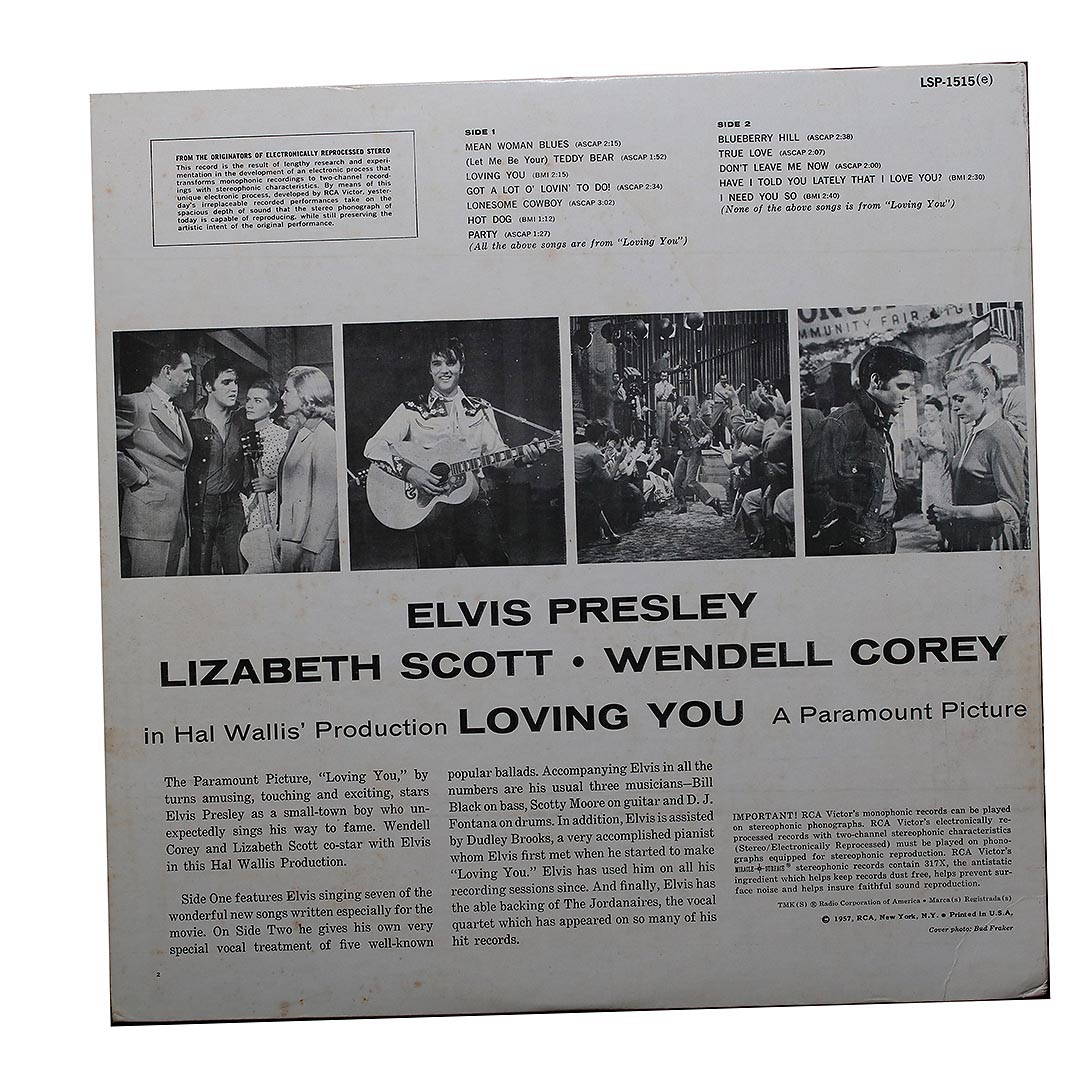 LSP-1515(e)
FROM THE ORIGINATORS OF ELECTRONICALLY REPROCESSED STEREO
This record is the result of lengthy research and experi-
mentation in the development of an electronic process that
transforms monophonic recordings to two-channel record-
ings with stereophonic characteristics. By means of this
unique electronic process, developed by RCA Victor, yester-
day's irreplaceable recorded performances take on the
spacious depth of sound that the stereo phonograph of
today is capable of reproducing, while still preserving the
artistic intent of the original performance.
SIDE 1
MEAN WOMAN BLUES (ASCAP 2:15)
(Let Me Be Your) TEDDY BEAR (ASCAP 1:52)
LOVING YOU (BMI 2:15)
GOT A LOT O' LOVIN' TO DO! (ASCAP 2:34)
LONESOME COWBOY (ASCAP 3:02)
HOT DOG (BMI 1:12)
PARTY (ASCAP 1:27)
(All the above songs are from "Loving You")
SIDE 2
BLUEBERRY HILL (ASCAP 2:38)
TRUE LOVE (ASCAP 2:07)
DON'T LEAVE ME NOW (ASCAP 2:00)
HAVE I TOLD YOU LATELY THAT I LOVE YOU? (BMI 2:30)
I NEED YOU SO (BMI 2:40)
(None of the above songs is from "Loving You")
MMUNITY FAIR
ELVIS PRESLEY
LIZABETH SCOTT • WENDELL COREY
in Hal Wallis' Production LOVING YOU A Paramount Picture
The Paramount Picture, "Loving You," by
turns amusing, touching and exciting, stars
Elvis Presley as a small-town boy who un-
expectedly sings his way to fame. Wendell
Corey and Lizabeth Scott co-star with Elvis
in this Hal Wallis Production.
Side One features Elvis singing seven of the
wonderful new songs written especially for the
movie. On Side Two he gives his own very
special vocal treatment of five well-known
popular ballads. Accompanying Elvis in all the
numbers are his usual three musicians—Bill
Black on bass, Scotty Moore on guitar and D. J.
Fontana on drums. In addition, Elvis is assisted
by Dudley Brooks, a very accomplished pianist
whom Elvis first met when he started to make
"Loving You." Elvis has used him on all his
recording sessions since. And finally, Elvis has
the able backing of The Jordanaires, the vocal
quartet which has appeared on so many of his
hit records.
IMPORTANT! RCA Victor's monophonic records can be played
on stereophonic phonographs. RCA Victor's electronically re-
processed records with two-channel stereophonic characteristics
(Stereo/Electronically Reprocessed) must be played on phono-
graphs equipped for stereophonic reproduction. RCA Victor's
MIRACLE SURFACE® stereophonic records contain 317X, the antistatic
ingredient which helps keep records dust free, helps prevent sur-
face noise and helps insure faithful sound reproduction.
TMK(S) ® Radio Corporation of America • Marca(s) Registrada(s)
© 1957, RCA, New York, N.Y. • Printed in U.S.A.
Cover photo: Bud Fraker
2